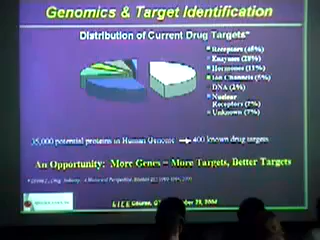 Genomics & Target Identification
Distribution of Current Drug Targets*
Receptors (45%)
Enzymes (28%)
Hormones (11%)
Ion Channels (5%)
DNA (2%)
Nuclear
Receptors (2%)
Unknown (7%)
35,000 potential proteins in Human Genome → 400 known drug targets
An Opportunity: More Genes = More Targets, Better Targets
Course,
2004